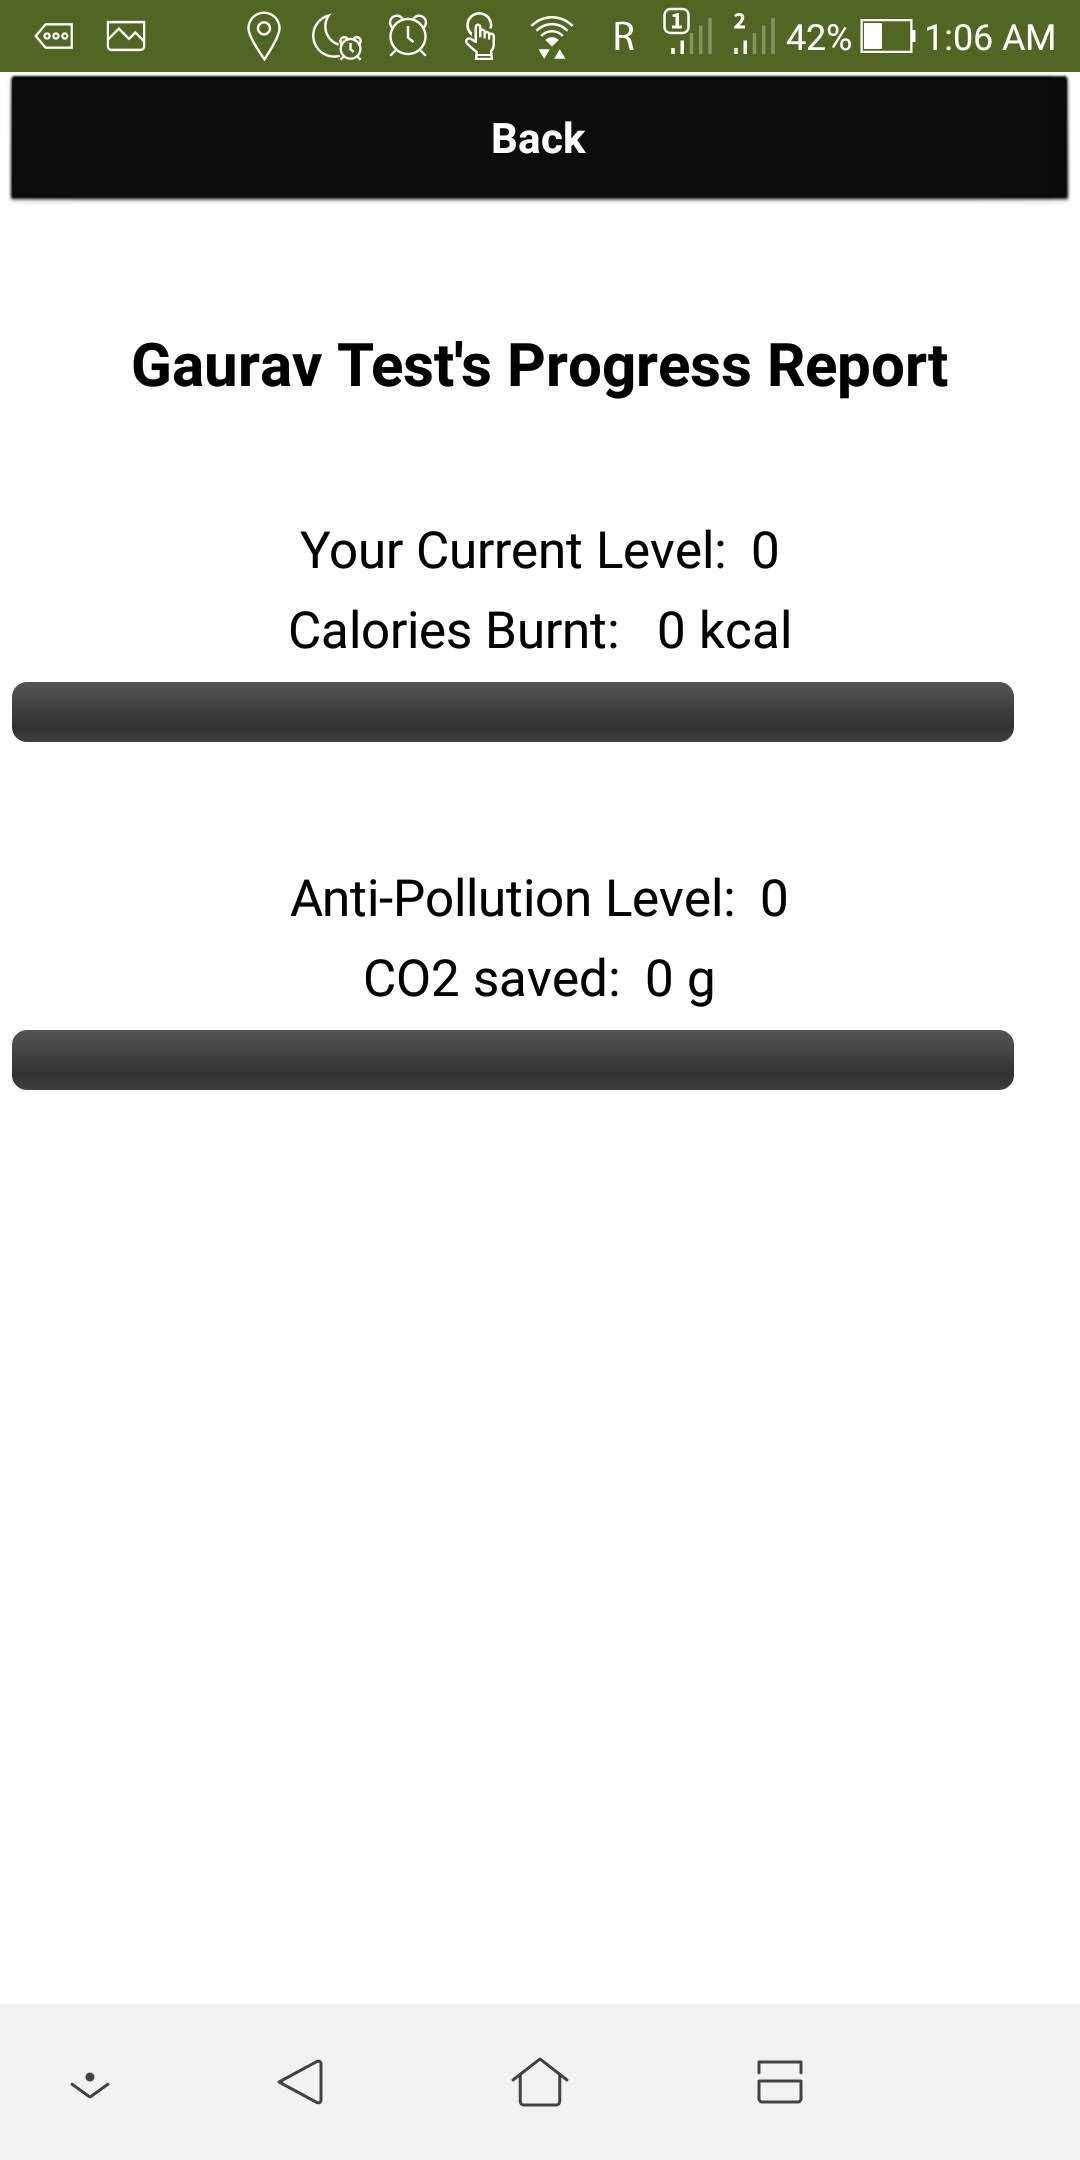 R 1 2 42% 1:06 AM
Back
Gaurav Test's Progress Report
Your Current Level: 0
Calories Burnt: 0 kcal
Anti-Pollution Level: 0
CO2 saved: 0 g